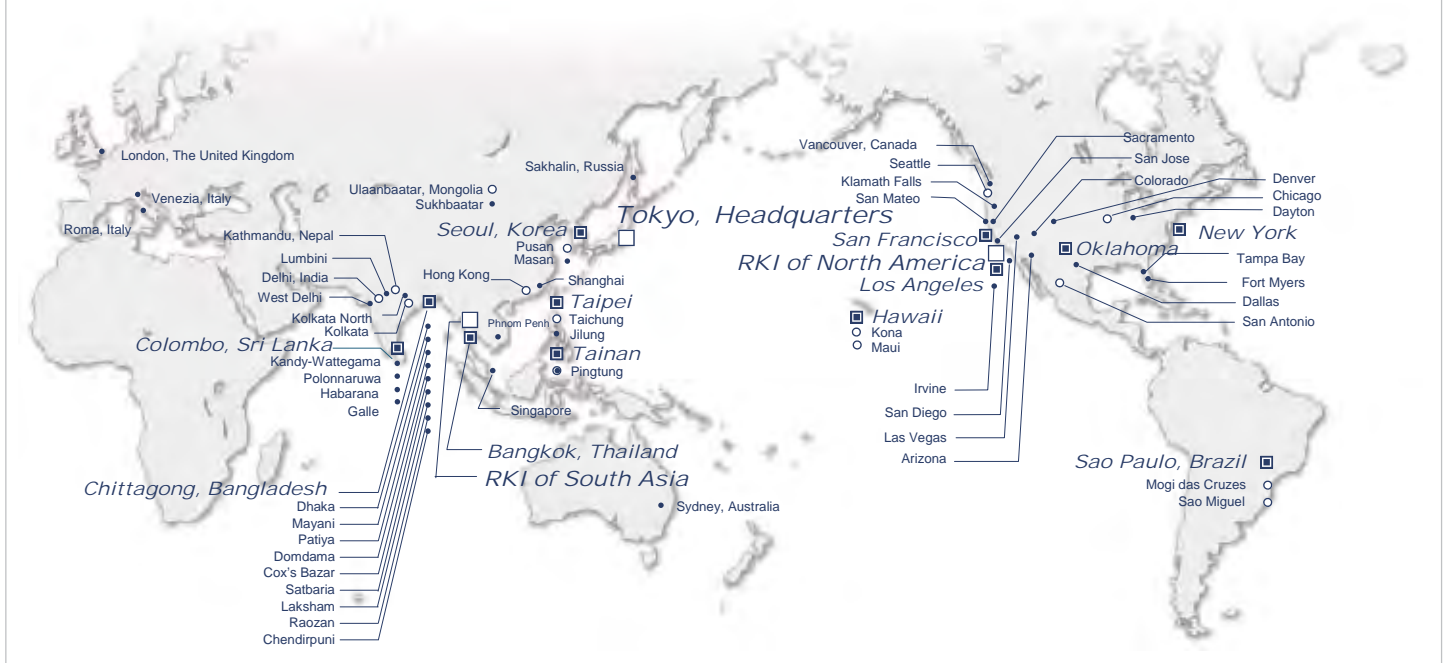 London, The United Kingdom
Venezia, Italy
Roma, Italy
Ulaanbaatar, Mongolia
Sukhbaatar
Sakhalin, Russia
Tokyo, Headquarters
Seoul, Korea
Pusan
Masan
Kathmandu, Nepal
Lumbini
Delhi, India
West Delhi
Kolkata North
Kolkata
Hong Kong
Shanghai
Taipei
Taichung
Jilung
Tainan
Pingtung
Phnom Penh
Colombo, Sri Lanka
Kandy-Wattegama
Polonnaruwa
Habarana
Galle
Singapore
Bangkok, Thailand
RKI of South Asia
Chittagong, Bangladesh
Dhaka
Mayani
Patiya
Domdama
Cox's Bazar
Satbaria
Laksham
Raozan
Chendirpuni
Sydney, Australia
Vancouver, Canada
Seattle
Klamath Falls
San Mateo
San Francisco
RKI of North America
Los Angeles
Hawaii
Kona
Maui
Irvine
San Diego
Las Vegas
Arizona
Sacramento
San Jose
Colorado
Denver
Chicago
Dayton
New York
Oklahoma
Tampa Bay
Fort Myers
Dallas
San Antonio
Sao Paulo, Brazil
Mogi das Cruzes
Sao Miguel